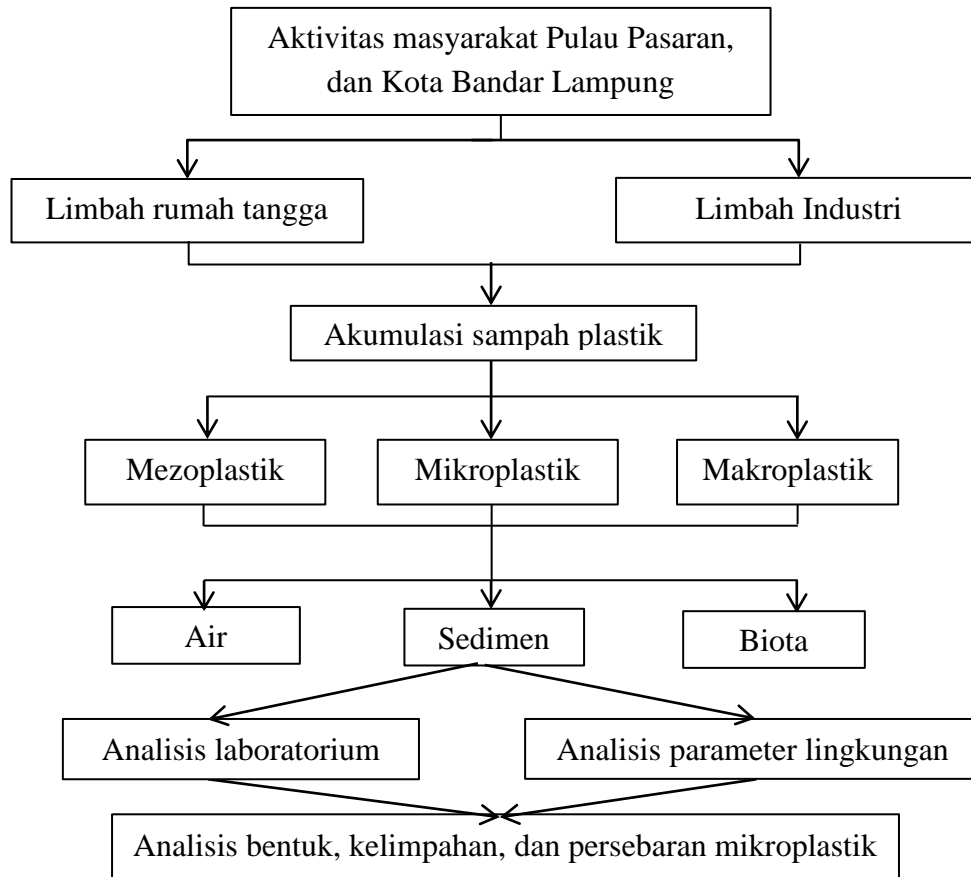 Aktivitas masyarakat Pulau Pasaran,
dan Kota Bandar Lampung
Limbah rumah tangga
Limbah Industri
Akumulasi sampah plastik
Mezoplastik
Mikroplastik
Makroplastik
Air
Sedimen
Biota
Analisis laboratorium
Analisis parameter lingkungan
Analisis bentuk, kelimpahan, dan persebaran mikroplastik